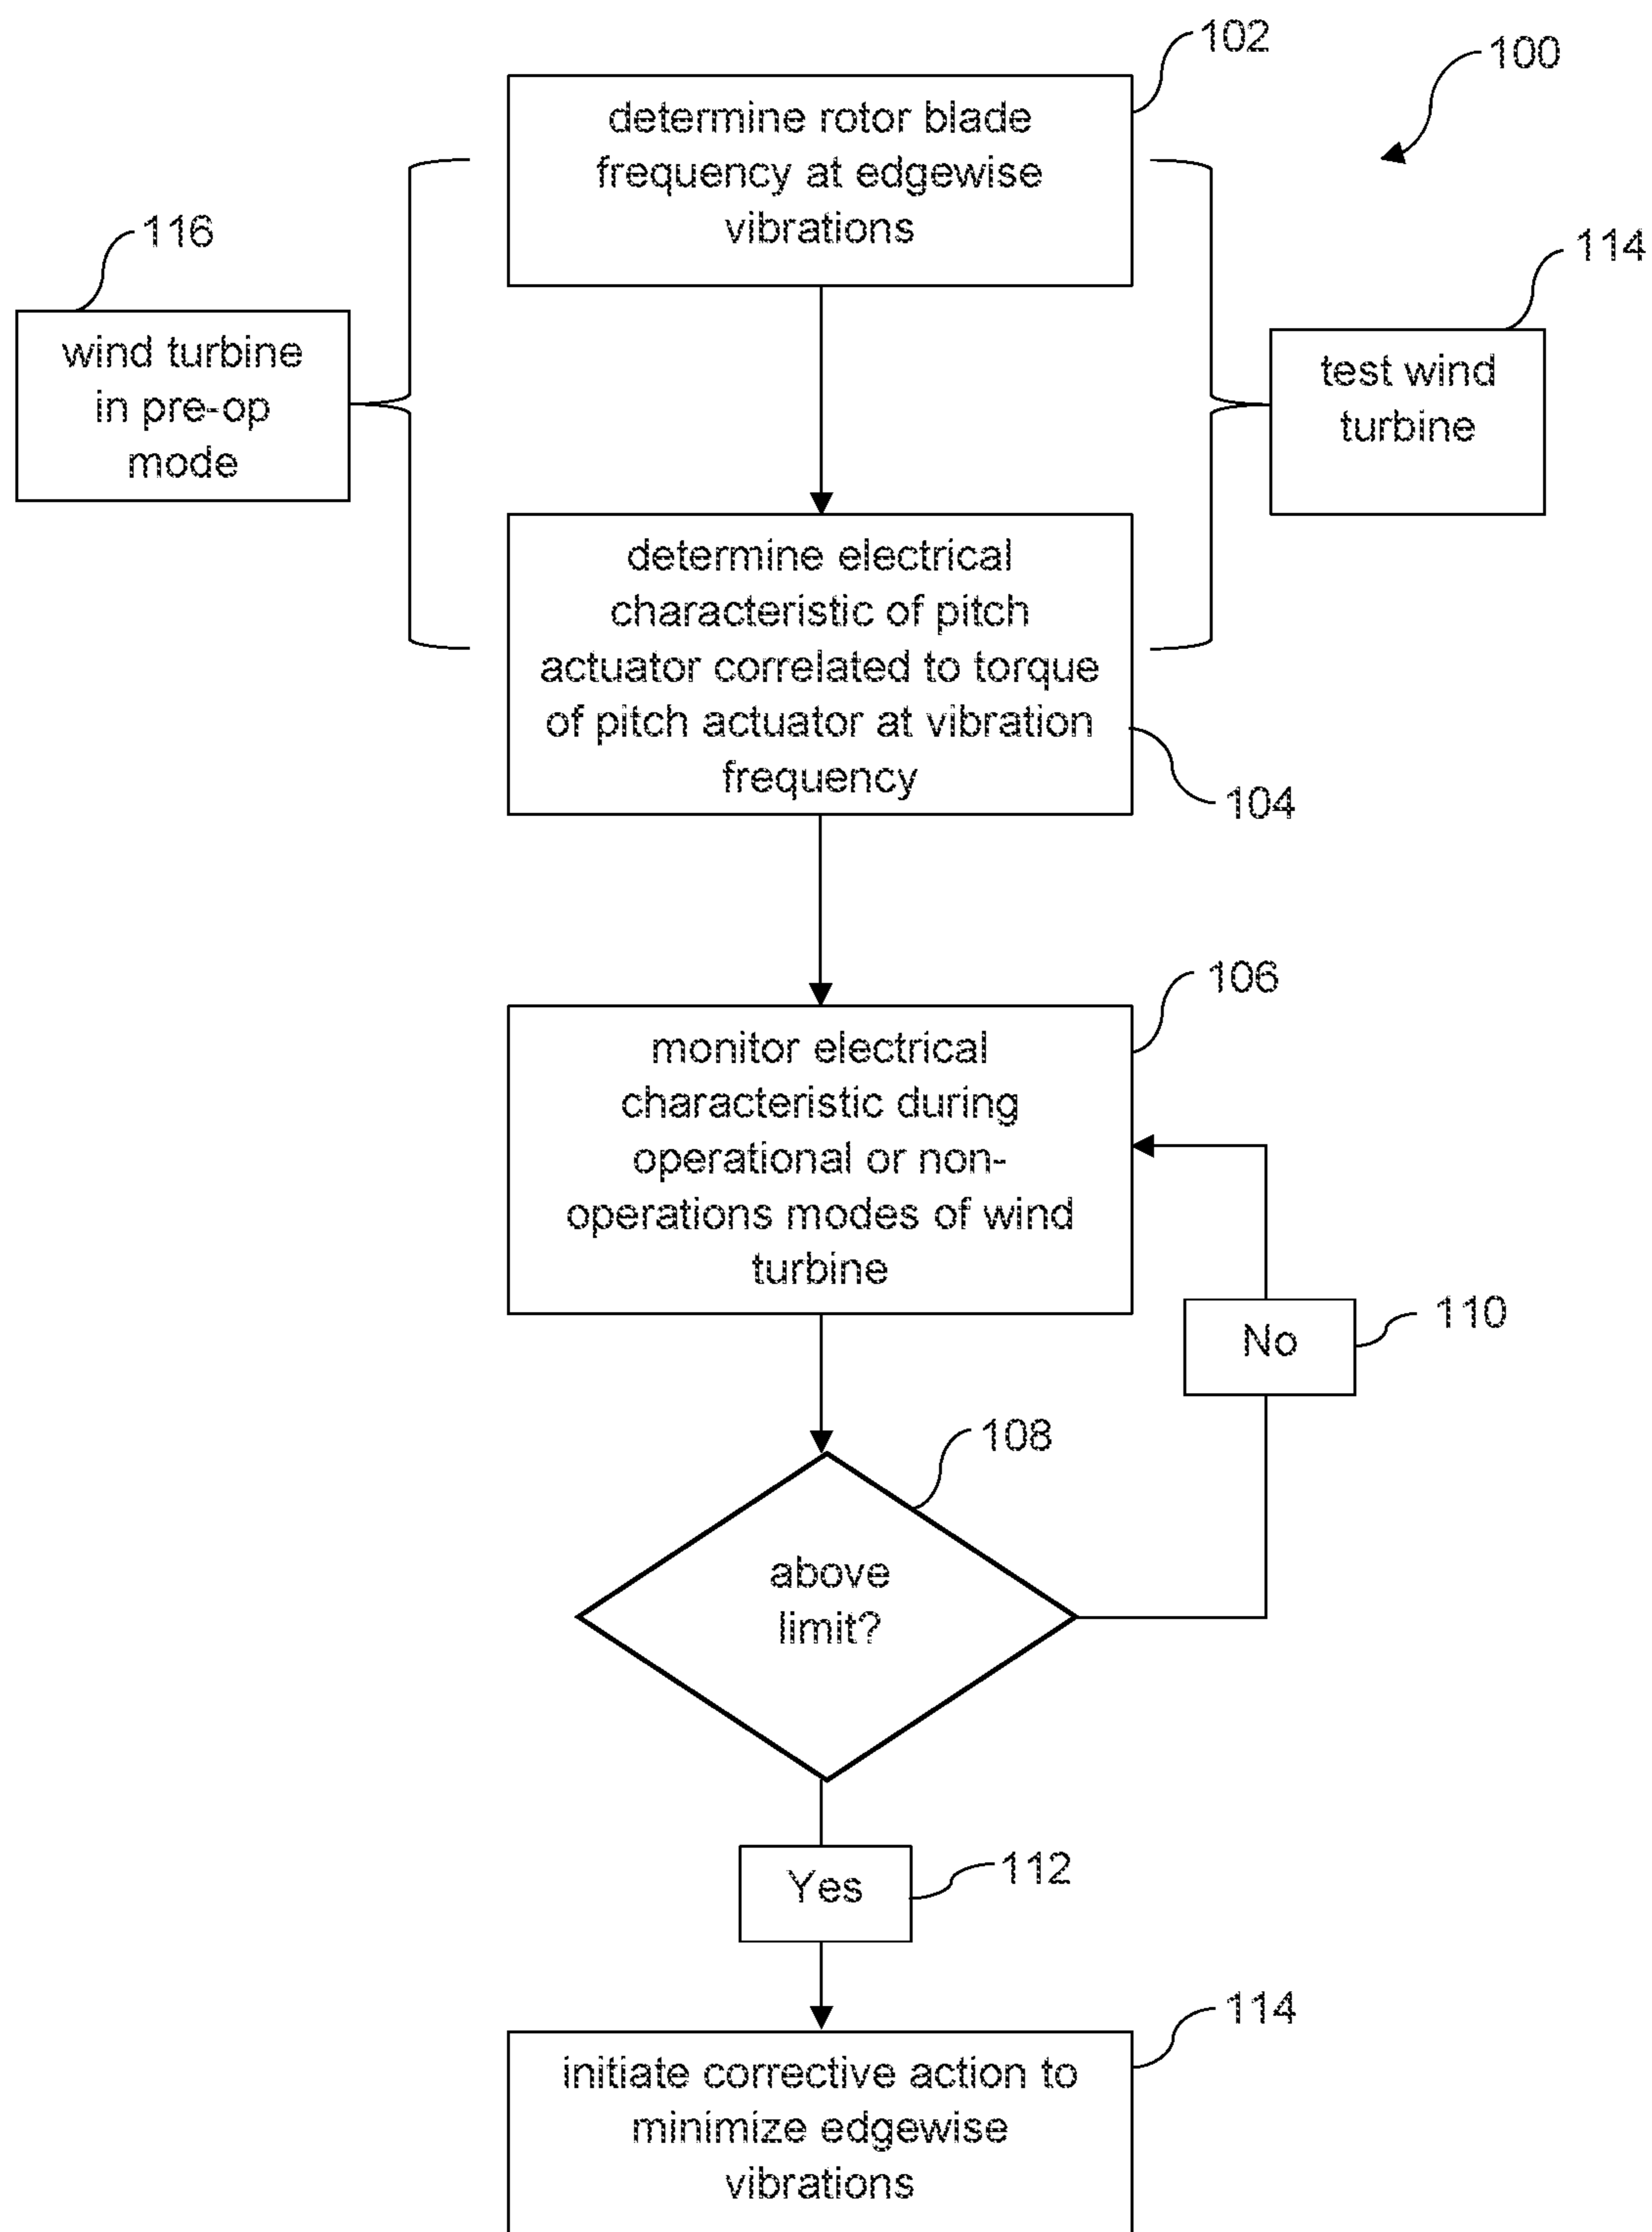 102
100
determine rotor blade
frequency at edgewise
vibrations
116
114
wind turbine
in pre-op
mode
test wind
turbine
determine electrical
characteristic of pitch
actuator correlated to torque
of pitch actuator at vibration
frequency
104
106
monitor electrical
characteristic during
operational or non-
operations modes of wind
turbine
No
110
108
above
limit?
Yes
112
114
initiate corrective action to
minimize edgewise
vibrations